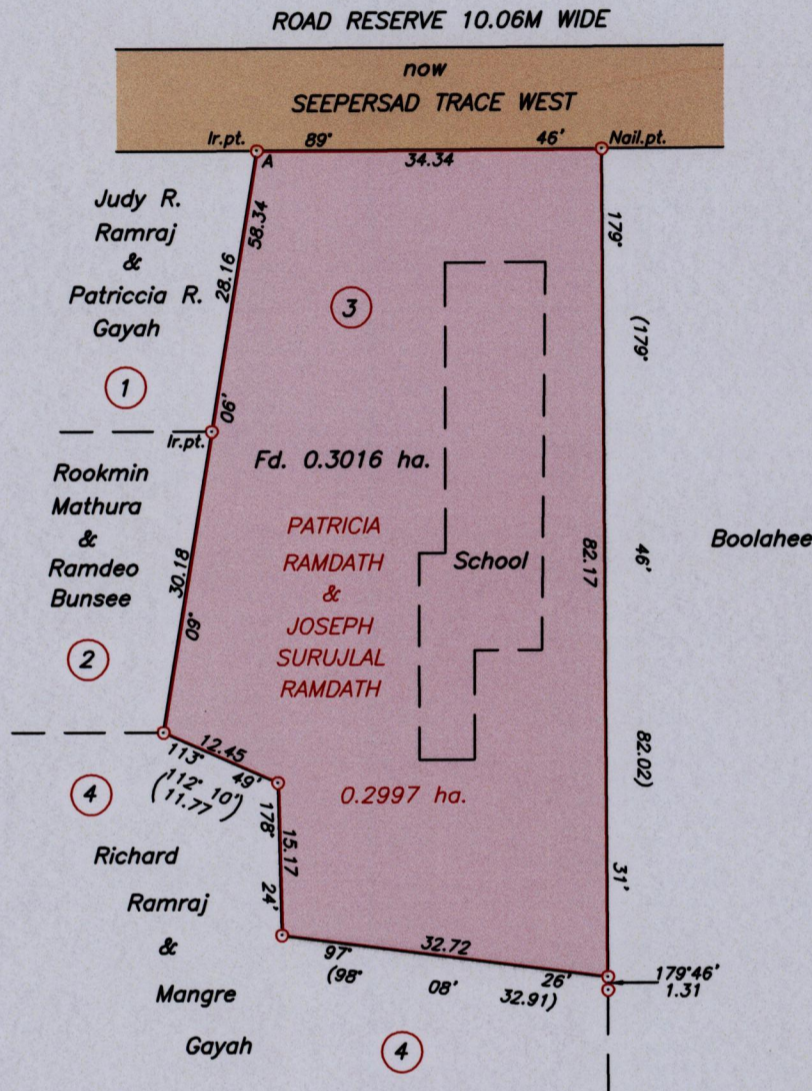 ROAD RESERVE 10.06M WIDE
now
SEEPERSAD TRACE WEST
Ir.pt.
89°
46'
Nail.pt.
A
34.34
Judy R.
Ramraj
&
Patriccia R.
Gayah
1
28.16
58.34
06'
3
179°
(179°
Ir.pt.
Rookmin
Mathura
&
Ramdeo
Bunsee
2
30.18
09°
Fd. 0.3016 ha.
PATRICIA
RAMDATH
&
JOSEPH
SURUJLAL
RAMDATH
School
82.17
46'
Boolahee
12.45
113°
49'
(112° 10'
11.77)
4
0.2997 ha.
82.02)
178°
15.17
24'
31'
Richard
Ramraj
&
Mangre
Gayah
32.72
97°
26'
(98°
08'
32.91)
179°46'
1.31
4